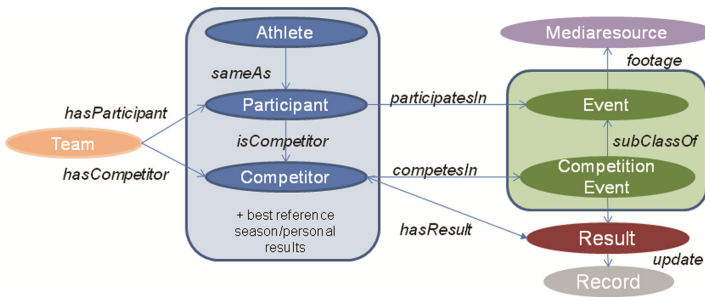 Athlete
Mediaresource
sameAs
footage
hasParticipant
Participant
participatesIn
Event
Team
isCompetitor
subClassOf
hasCompetitor
Competitor
competesIn
Competition
Event
+ best reference
season/personal
results
hasResult
Result
update
Record